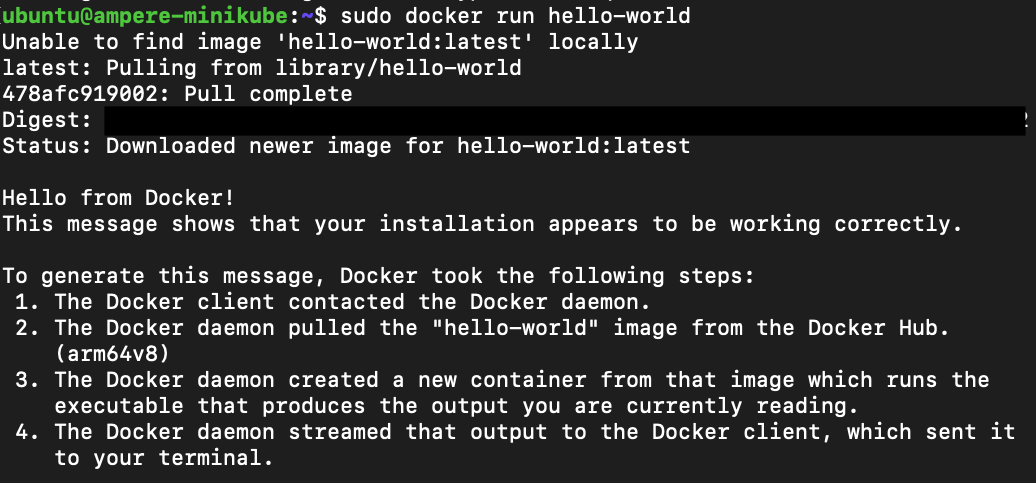 ubuntu@ampere-minikube:~$ sudo docker run hello-world
Unable to find image 'hello-world:latest' locally
latest: Pulling from library/hello-world
478afc919002: Pull complete
Digest:
Status: Downloaded newer image for hello-world:latest
Hello from Docker!
This message shows that your installation appears to be working correctly.
To generate this message, Docker took the following steps:
1. The Docker client contacted the Docker daemon.
2. The Docker daemon pulled the "hello-world" image from the Docker Hub.
(arm64v8)
3. The Docker daemon created a new container from that image which runs the
executable that produces the output you are currently reading.
4. The Docker daemon streamed that output to the Docker client, which sent it
to your terminal.